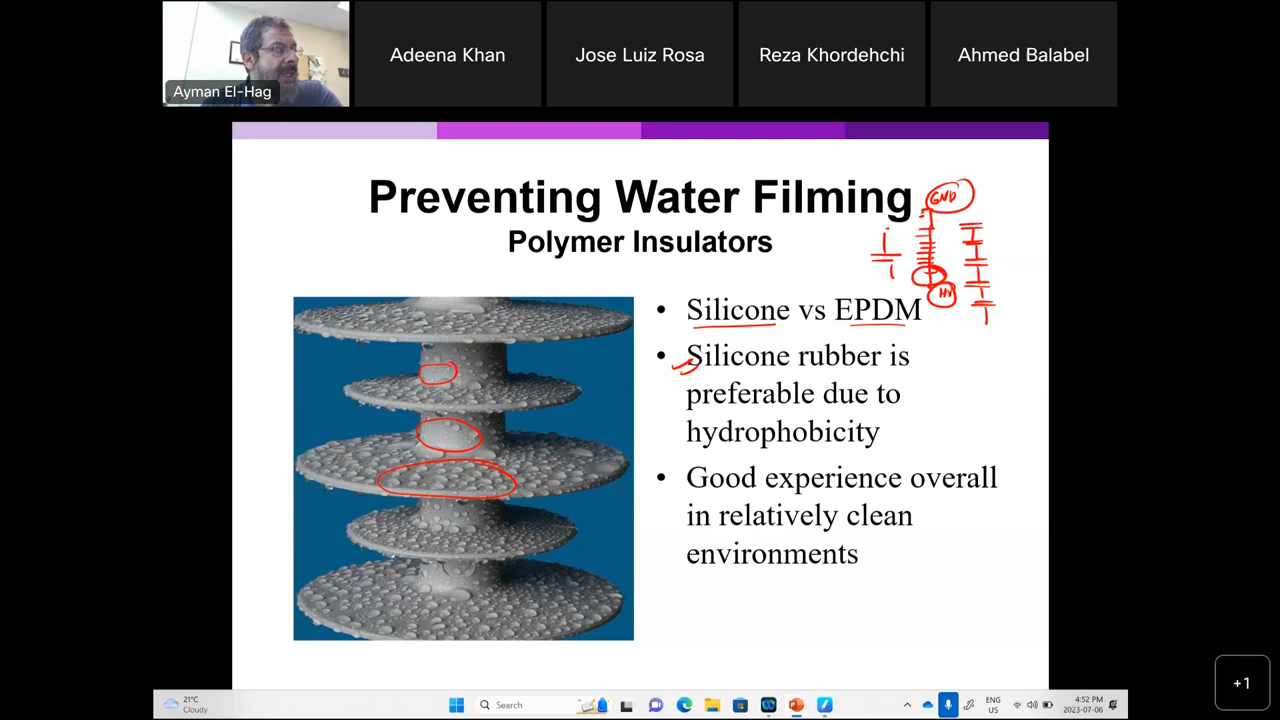 Adeena Khan
Jose Luiz Rosa
Reza Khordehchi
Ahmed Balabel
Ayman El-Hag
Preventing Water Filming
Polymer Insulators
GND
HV
• Silicone vs EPDM
• Silicone rubber is
preferable due to
hydrophobicity
• Good experience overall
in relatively clean
environments
+1
21°C
Cloudy
Search
ENG
US
4:52 PM
2023-07-06